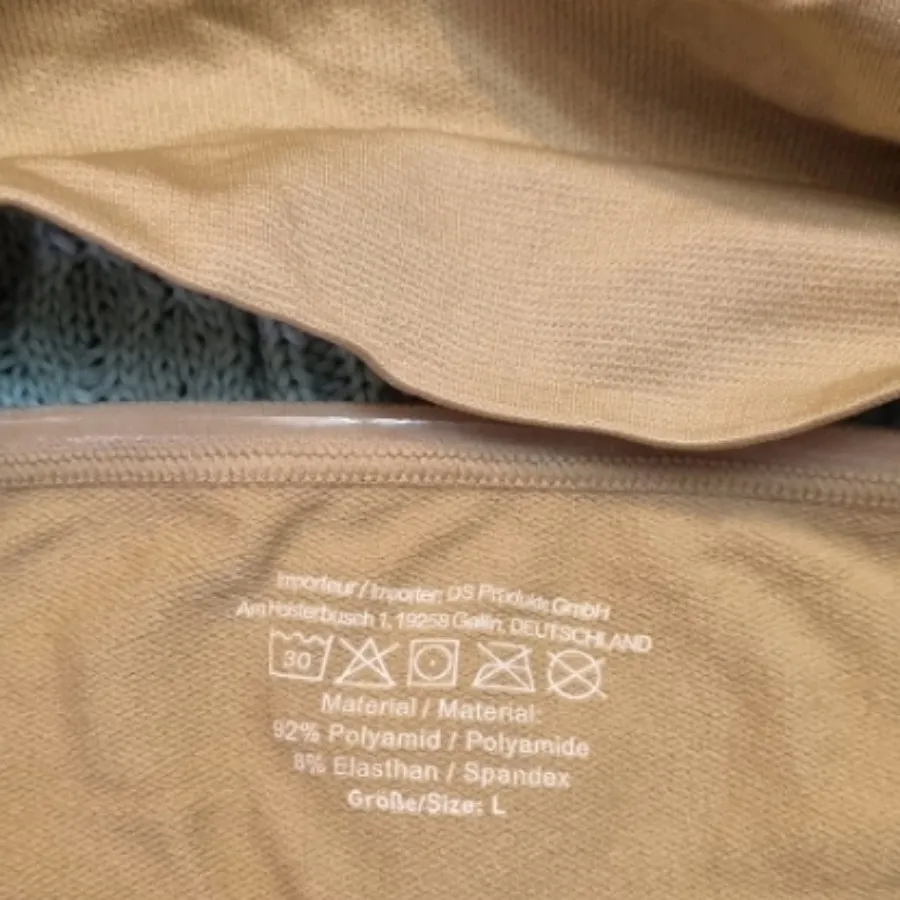 Importeur / Importer: DS Produkte GmbH
Am Heisterbusch 1, 19258 Gallin, DEUTSCHLAND
30
Material / Material:
92% Polyamid / Polyamide
8% Elasthan / Spandex
Größe/Size: L